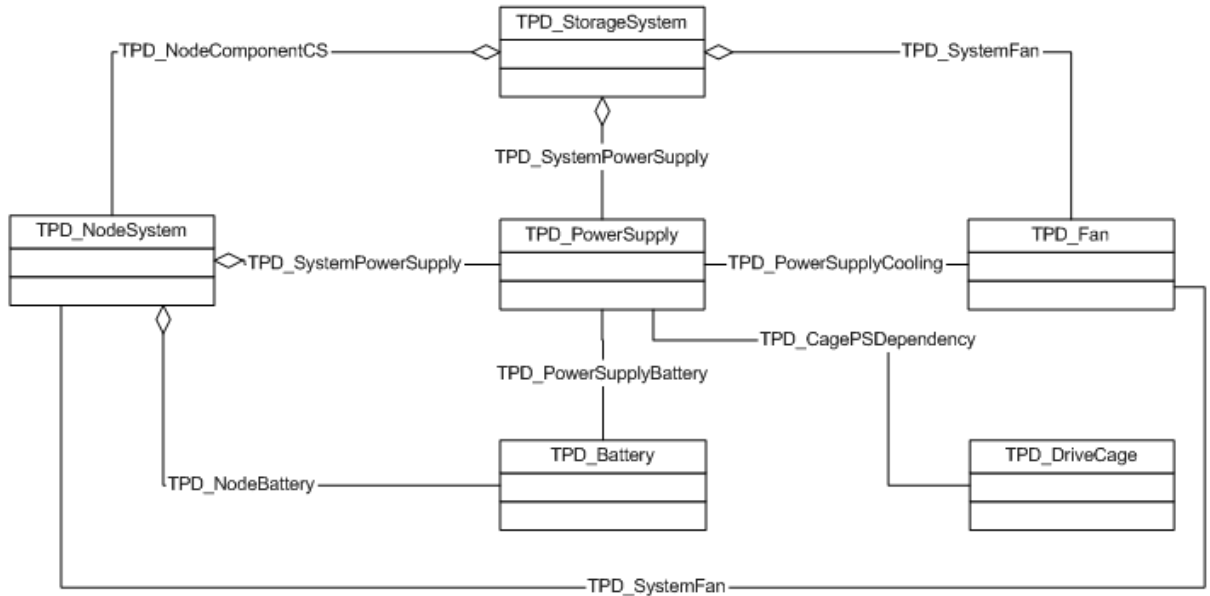 TPD_StorageSystem
TPD_NodeComponentCS
TPD_SystemFan
TPD_SystemPowerSupply
TPD_NodeSystem
TPD_PowerSupply
TPD_Fan
TPD_SystemPowerSupply
TPD_PowerSupplyCooling
TPD_CagePSDependency
TPD_PowerSupplyBattery
TPD_Battery
TPD_DriveCage
TPD_NodeBattery
TPD_SystemFan